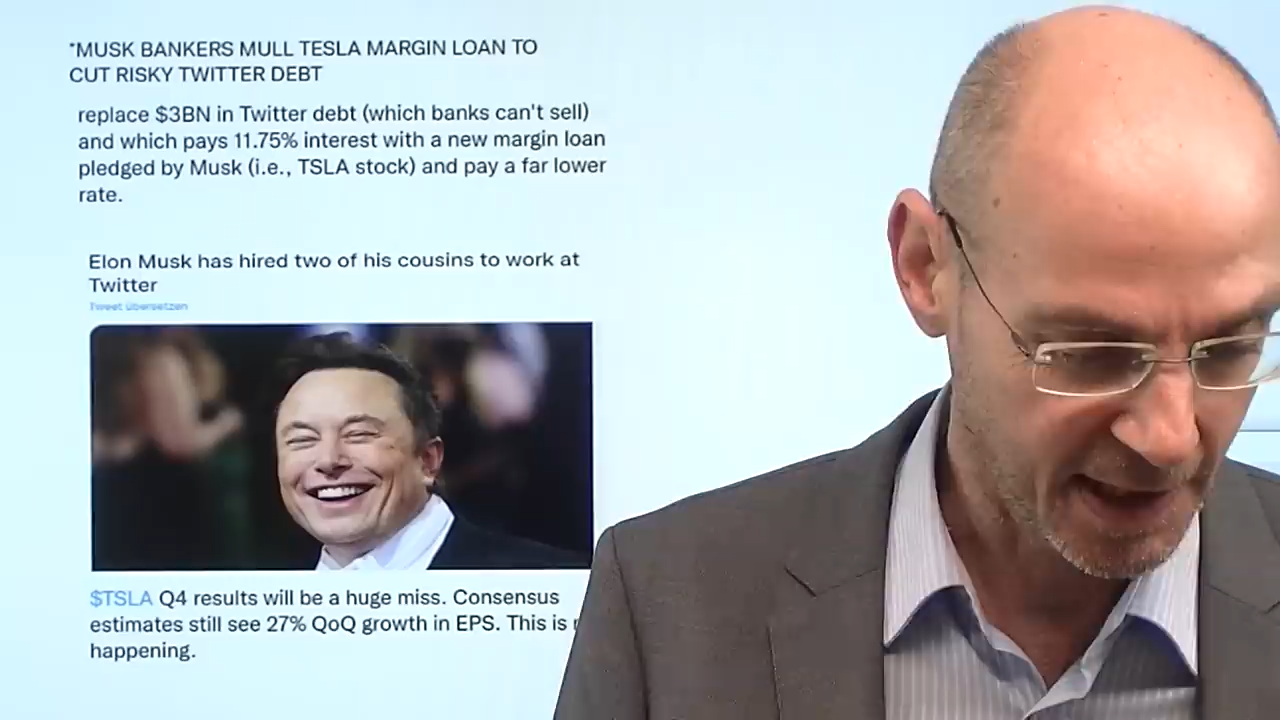 *MUSK BANKERS MULL TESLA MARGIN LOAN TO
CUT RISKY TWITTER DEBT
replace $3BN in Twitter debt (which banks can't sell)
and which pays 11.75% interest with a new margin loan
pledged by Musk (i.e., TSLA stock) and pay a far lower
rate.
Elon Musk has hired two of his cousins to work at
Twitter
Tweet übersetzen
$TSLA Q4 results will be a huge miss. Consensus
estimates still see 27% QoQ growth in EPS. This is
happening.